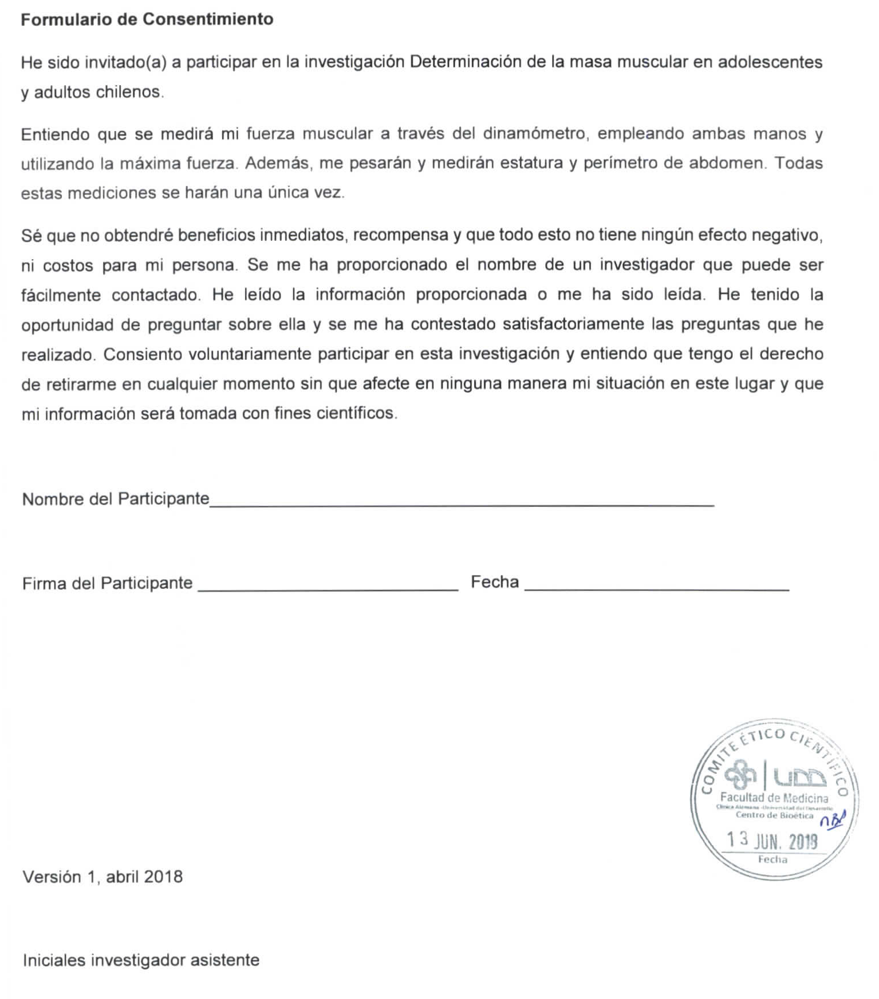 Formulario de Consentimiento
He sido invitado(a) a participar en la investigación Determinación de la masa muscular en adolescentes
y adultos chilenos.
Entiendo que se medirá mi fuerza muscular a través del dinamómetro, empleando ambas manos y
utilizando la máxima fuerza. Además, me pesarán y medirán estatura y perímetro de abdomen. Todas
estas mediciones se harán una única vez.
Sé que no obtendré beneficios inmediatos, recompensa y que todo esto no tiene ningún efecto negativo,
ni costos para mi persona. Se me ha proporcionado el nombre de un investigador que puede ser
fácilmente contactado. He leído la información proporcionada o me ha sido leída. He tenido la
oportunidad de preguntar sobre ella y se me ha contestado satisfactoriamente las preguntas que he
realizado. Consiento voluntariamente participar en esta investigación y entiendo que tengo el derecho
de retirarme en cualquier momento sin que afecte en ninguna manera mi situación en este lugar y que
mi información será tomada con fines científicos.
Nombre del Participante
Firma del Participante Fecha
COMITE ÉTICO CIENTÍFICO
udd
Facultad de Medicina
Clínica Alemana - Universidad del Desarrollo
Centro de Bioética
13 JUN. 2018
Fecha
Versión 1, abril 2018
Iniciales investigador asistente